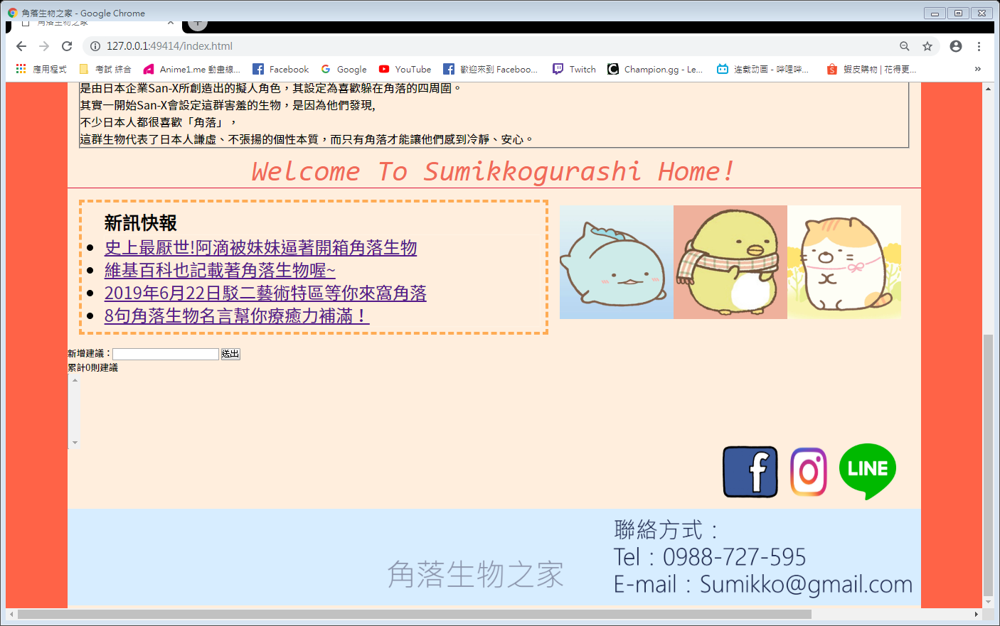 角落生物之家 - Google Chrome
角落生物之家
127.0.0.1:49414/index.html
應用程式 考試 綜合 Anime1.me 動畫線... Facebook Google YouTube 歡迎來到 Faceboo... Twitch Champion.gg - Le... 连载动画 - 哔哩哔... 蝦皮購物 | 花得更... »
是由日本企業San-X所創造出的擬人角色，其設定為喜歡躲在角落的四周圍。
其實一開始San-X會設定這群害羞的生物，是因為他們發現,
不少日本人都很喜歡「角落」，
這群生物代表了日本人謙虛、不張揚的個性本質，而只有角落才能讓他們感到冷靜、安心。
Welcome To Sumikkogurashi Home!
新訊快報
史上最厭世!阿滴被妹妹逼著開箱角落生物
維基百科也記載著角落生物喔~
2019年6月22日駁二藝術特區等你來窩角落
8句角落生物名言幫你療癒力補滿！
新增建議： 送出
累計0則建議
f LINE
聯絡方式：
Tel：0988-727-595
角落生物之家
E-mail：Sumikko@gmail.com